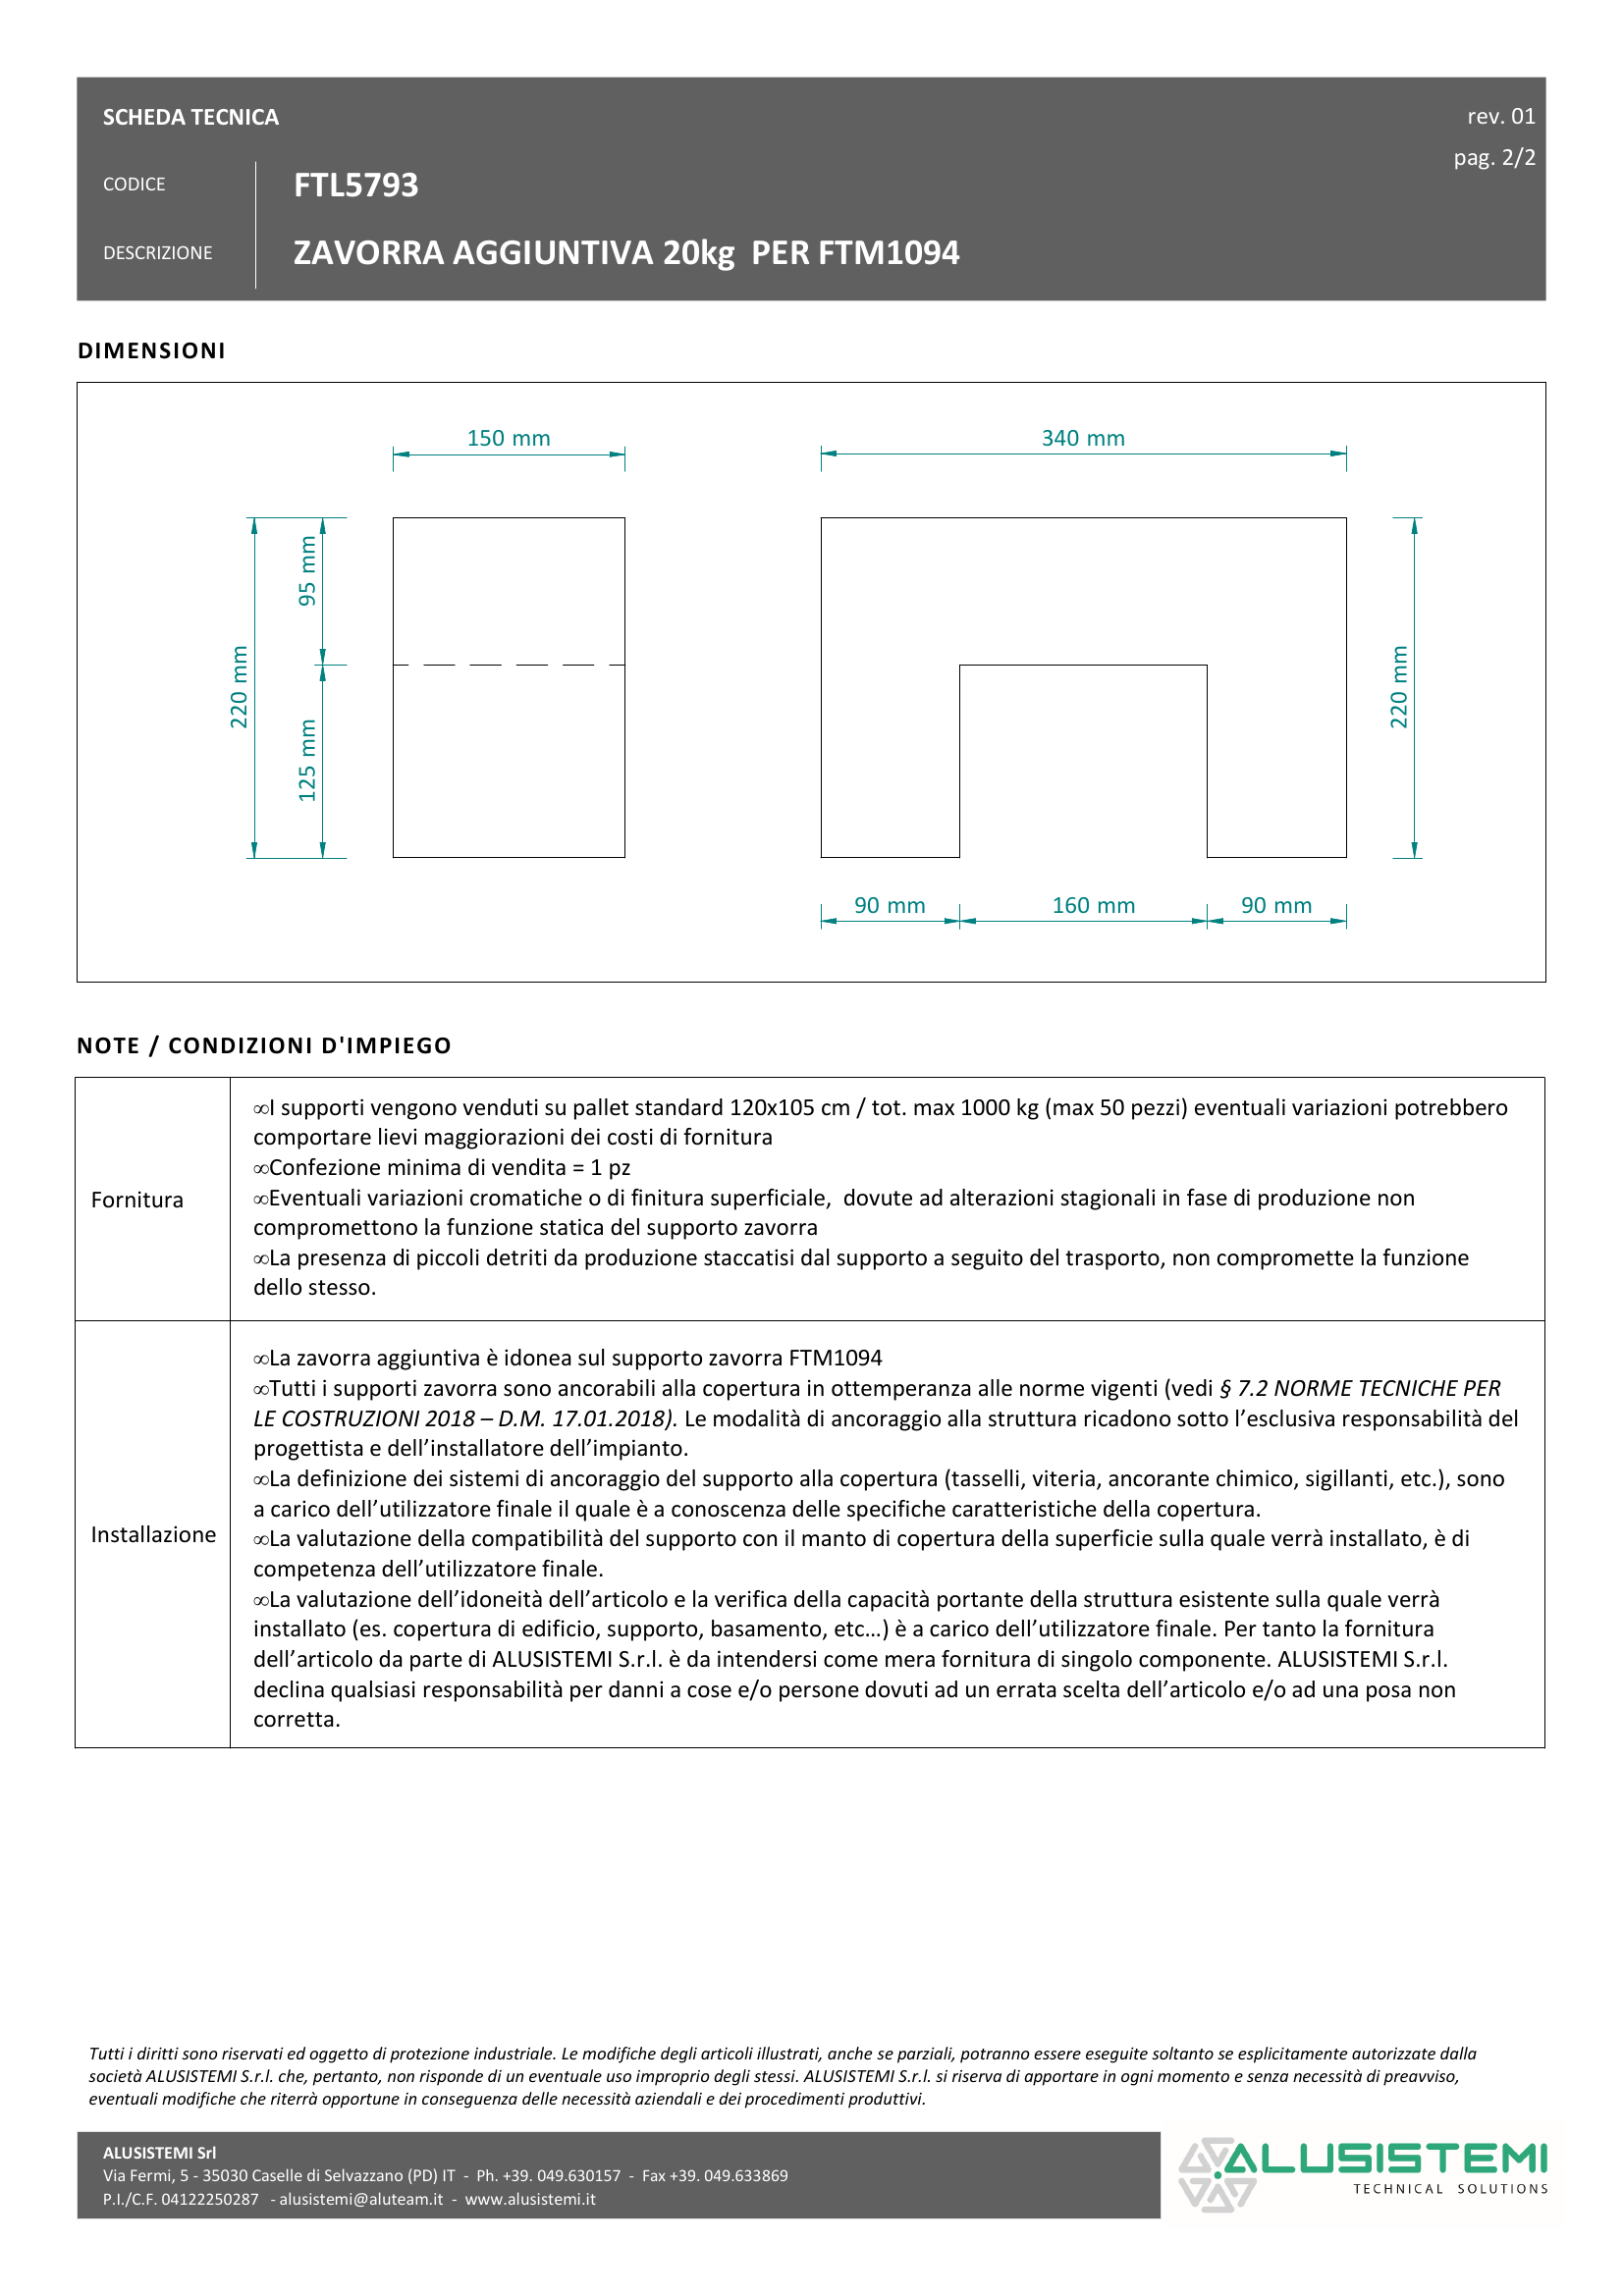 SCHEDA TECNICA
rev. 01
pag. 2/2
CODICE
FTL5793
DESCRIZIONE
ZAVORRA AGGIUNTIVA 20kg  PER FTM1094
DIMENSIONI
150 mm
340 mm
95 mm
220 mm
125 mm
220 mm
90 mm
160 mm
90 mm
NOTE / CONDIZIONI D'IMPIEGO
Fornitura
∞I supporti vengono venduti su pallet standard 120x105 cm / tot. max 1000 kg (max 50 pezzi) eventuali variazioni potrebbero
comportare lievi maggiorazioni dei costi di fornitura
∞Confezione minima di vendita = 1 pz
∞Eventuali variazioni cromatiche o di finitura superficiale,  dovute ad alterazioni stagionali in fase di produzione non
compromettono la funzione statica del supporto zavorra
∞La presenza di piccoli detriti da produzione staccatisi dal supporto a seguito del trasporto, non compromette la funzione
dello stesso.
Installazione
∞La zavorra aggiuntiva è idonea sul supporto zavorra FTM1094
∞Tutti i supporti zavorra sono ancorabili alla copertura in ottemperanza alle norme vigenti (vedi § 7.2 NORME TECNICHE PER
LE COSTRUZIONI 2018 – D.M. 17.01.2018). Le modalità di ancoraggio alla struttura ricadono sotto l’esclusiva responsabilità del
progettista e dell’installatore dell’impianto.
∞La definizione dei sistemi di ancoraggio del supporto alla copertura (tasselli, viteria, ancorante chimico, sigillanti, etc.), sono
a carico dell’utilizzatore finale il quale è a conoscenza delle specifiche caratteristiche della copertura.
∞La valutazione della compatibilità del supporto con il manto di copertura della superficie sulla quale verrà installato, è di
competenza dell’utilizzatore finale.
∞La valutazione dell’idoneità dell’articolo e la verifica della capacità portante della struttura esistente sulla quale verrà
installato (es. copertura di edificio, supporto, basamento, etc…) è a carico dell’utilizzatore finale. Per tanto la fornitura
dell’articolo da parte di ALUSISTEMI S.r.l. è da intendersi come mera fornitura di singolo componente. ALUSISTEMI S.r.l.
declina qualsiasi responsabilità per danni a cose e/o persone dovuti ad un errata scelta dell’articolo e/o ad una posa non
corretta.
Tutti i diritti sono riservati ed oggetto di protezione industriale. Le modifiche degli articoli illustrati, anche se parziali, potranno essere eseguite soltanto se esplicitamente autorizzate dalla
società ALUSISTEMI S.r.l. che, pertanto, non risponde di un eventuale uso improprio degli stessi. ALUSISTEMI S.r.l. si riserva di apportare in ogni momento e senza necessità di preavviso,
eventuali modifiche che riterrà opportune in conseguenza delle necessità aziendali e dei procedimenti produttivi.
ALUSISTEMI Srl
Via Fermi, 5 - 35030 Caselle di Selvazzano (PD) IT  -  Ph. +39. 049.630157  -  Fax +39. 049.633869
P.I./C.F. 04122250287   - alusistemi@aluteam.it  -  www.alusistemi.it
ALUSISTEMI
TECHNICAL SOLUTIONS